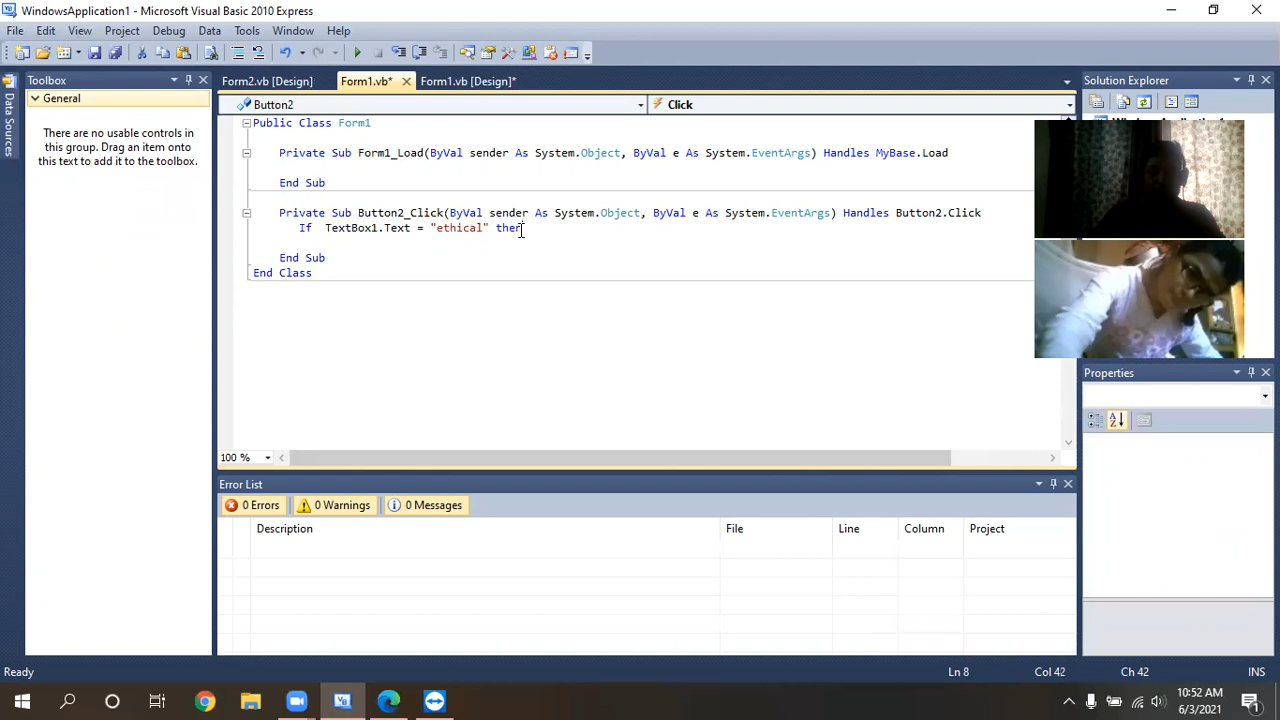 WindowsApplication1 - Microsoft Visual Basic 2010 Express
File Edit View Project Debug Data Tools Window Help
Toolbox
General
There are no usable controls in
this group. Drag an item onto
this text to add it to the toolbox.
Data Sources
Form2.vb [Design] Form1.vb* Form1.vb [Design]*
Button2 Click
Public Class Form1
Private Sub Form1_Load(ByVal sender As System.Object, ByVal e As System.EventArgs) Handles MyBase.Load
End Sub
Private Sub Button2_Click(ByVal sender As System.Object, ByVal e As System.EventArgs) Handles Button2.Click
If TextBox1.Text = "ethical" then
End Sub
End Class
100 %
Solution Explorer
Properties
Error List
0 Errors 0 Warnings 0 Messages
Description File Line Column Project
Ready Ln 8 Col 42 Ch 42 INS
10:52 AM
6/3/2021